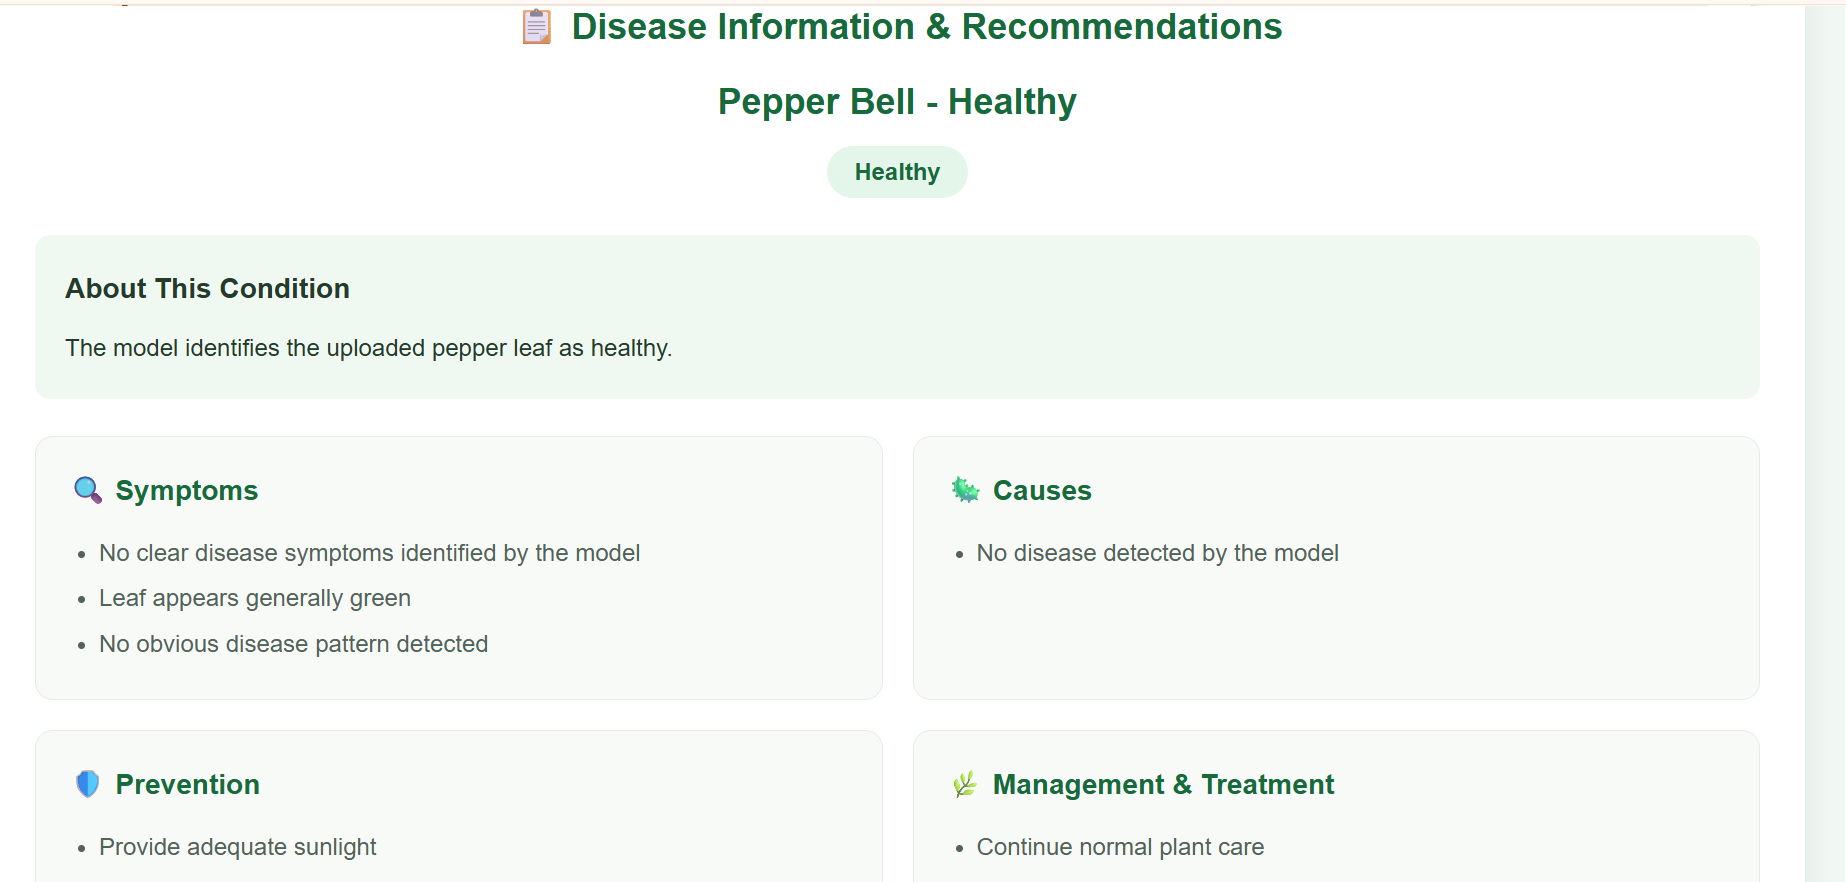 Disease Information & Recommendations
Pepper Bell - Healthy
Healthy
About This Condition
The model identifies the uploaded pepper leaf as healthy.
Symptoms
No clear disease symptoms identified by the model
Leaf appears generally green
No obvious disease pattern detected
Causes
No disease detected by the model
Prevention
Provide adequate sunlight
Management & Treatment
Continue normal plant care